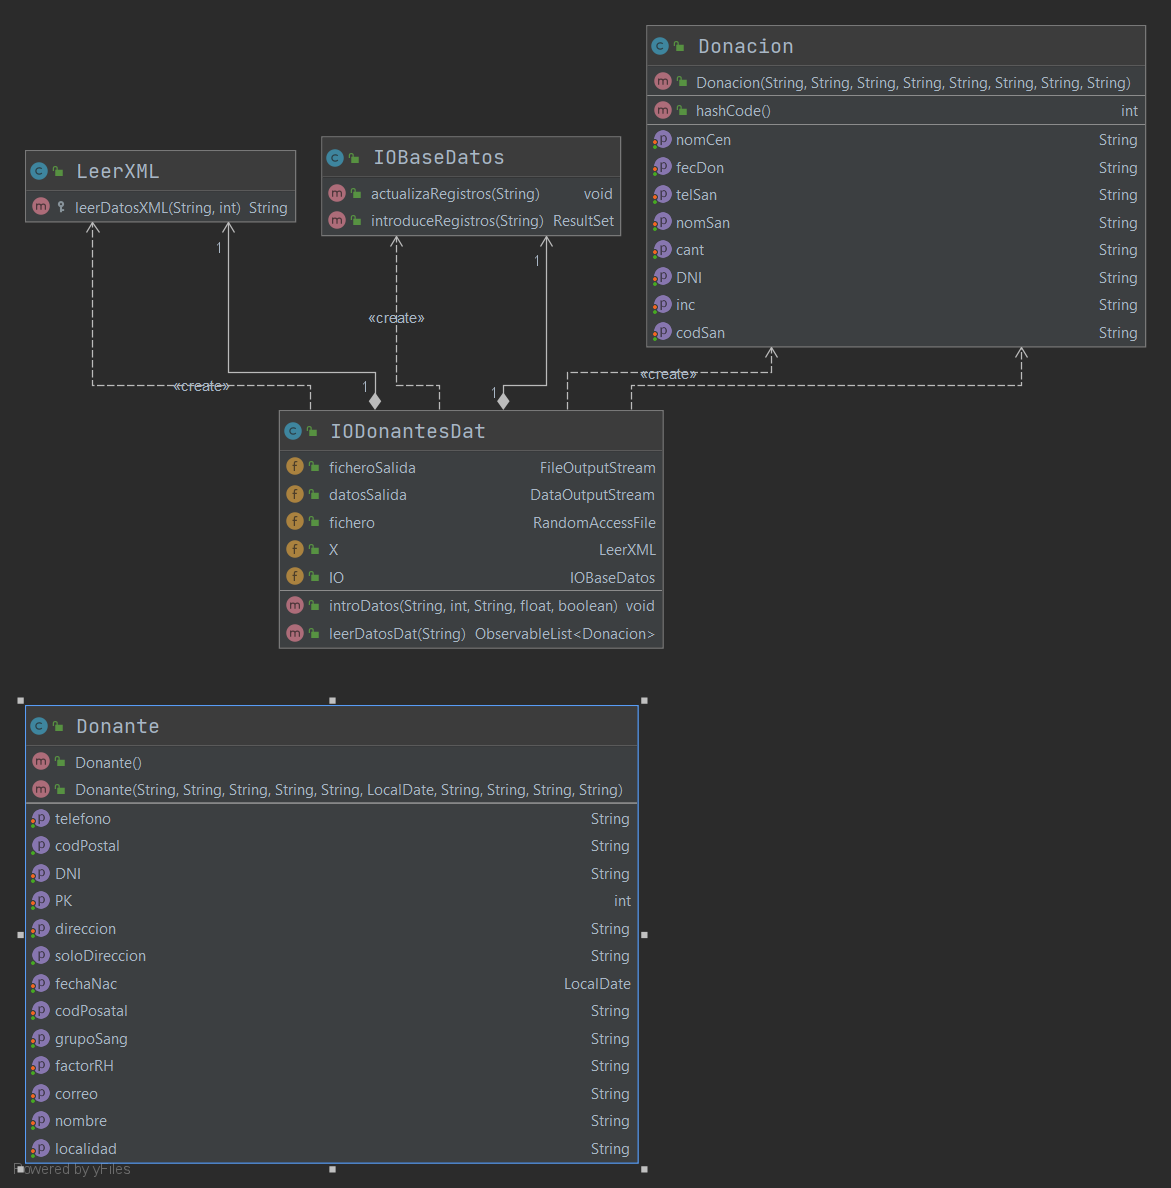 LeerXML
leerDatosXML(String, int) String
IOBaseDatos
actualizaRegistros(String) void
introduceRegistros(String) ResultSet
Donacion
Donacion(String, String, String, String, String, String, String, String)
hashCode() int
nomCen String
fecDon String
telSan String
nomSan String
cant String
DNI String
inc String
codSan String
1
1
«create»
«create»
«create»
1
1
IODonantesDat
ficheroSalida FileOutputStream
datosSalida DataOutputStream
fichero RandomAccessFile
X LeerXML
IO IOBaseDatos
introDatos(String, int, String, float, boolean) void
leerDatosDat(String) ObservableList<Donacion>
Donante
Donante()
Donante(String, String, String, String, String, LocalDate, String, String, String, String)
telefono String
codPostal String
DNI String
PK int
direccion String
soloDireccion String
fechaNac LocalDate
codPosatal String
grupoSang String
factorRH String
correo String
nombre String
localidad String
Powered by yFiles